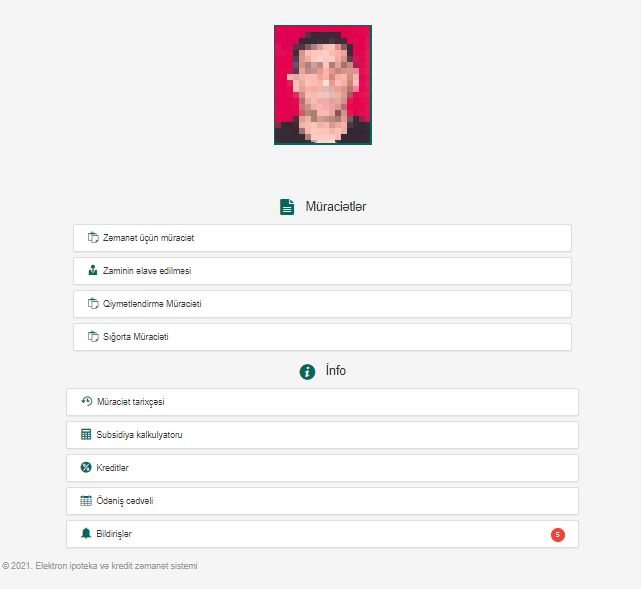 Müraciətlər
Zəmanət üçün müraciət
Zaminin əlavə edilməsi
Qiymətləndirmə Müraciəti
Sığorta Müraciəti
İnfo
Müraciət tarixçəsi
Subsidiya kalkulyatoru
Kreditlər
Ödəniş cədvəli
Bildirişlər 5
© 2021. Elektron ipoteka və kredit zəmanət sistemi